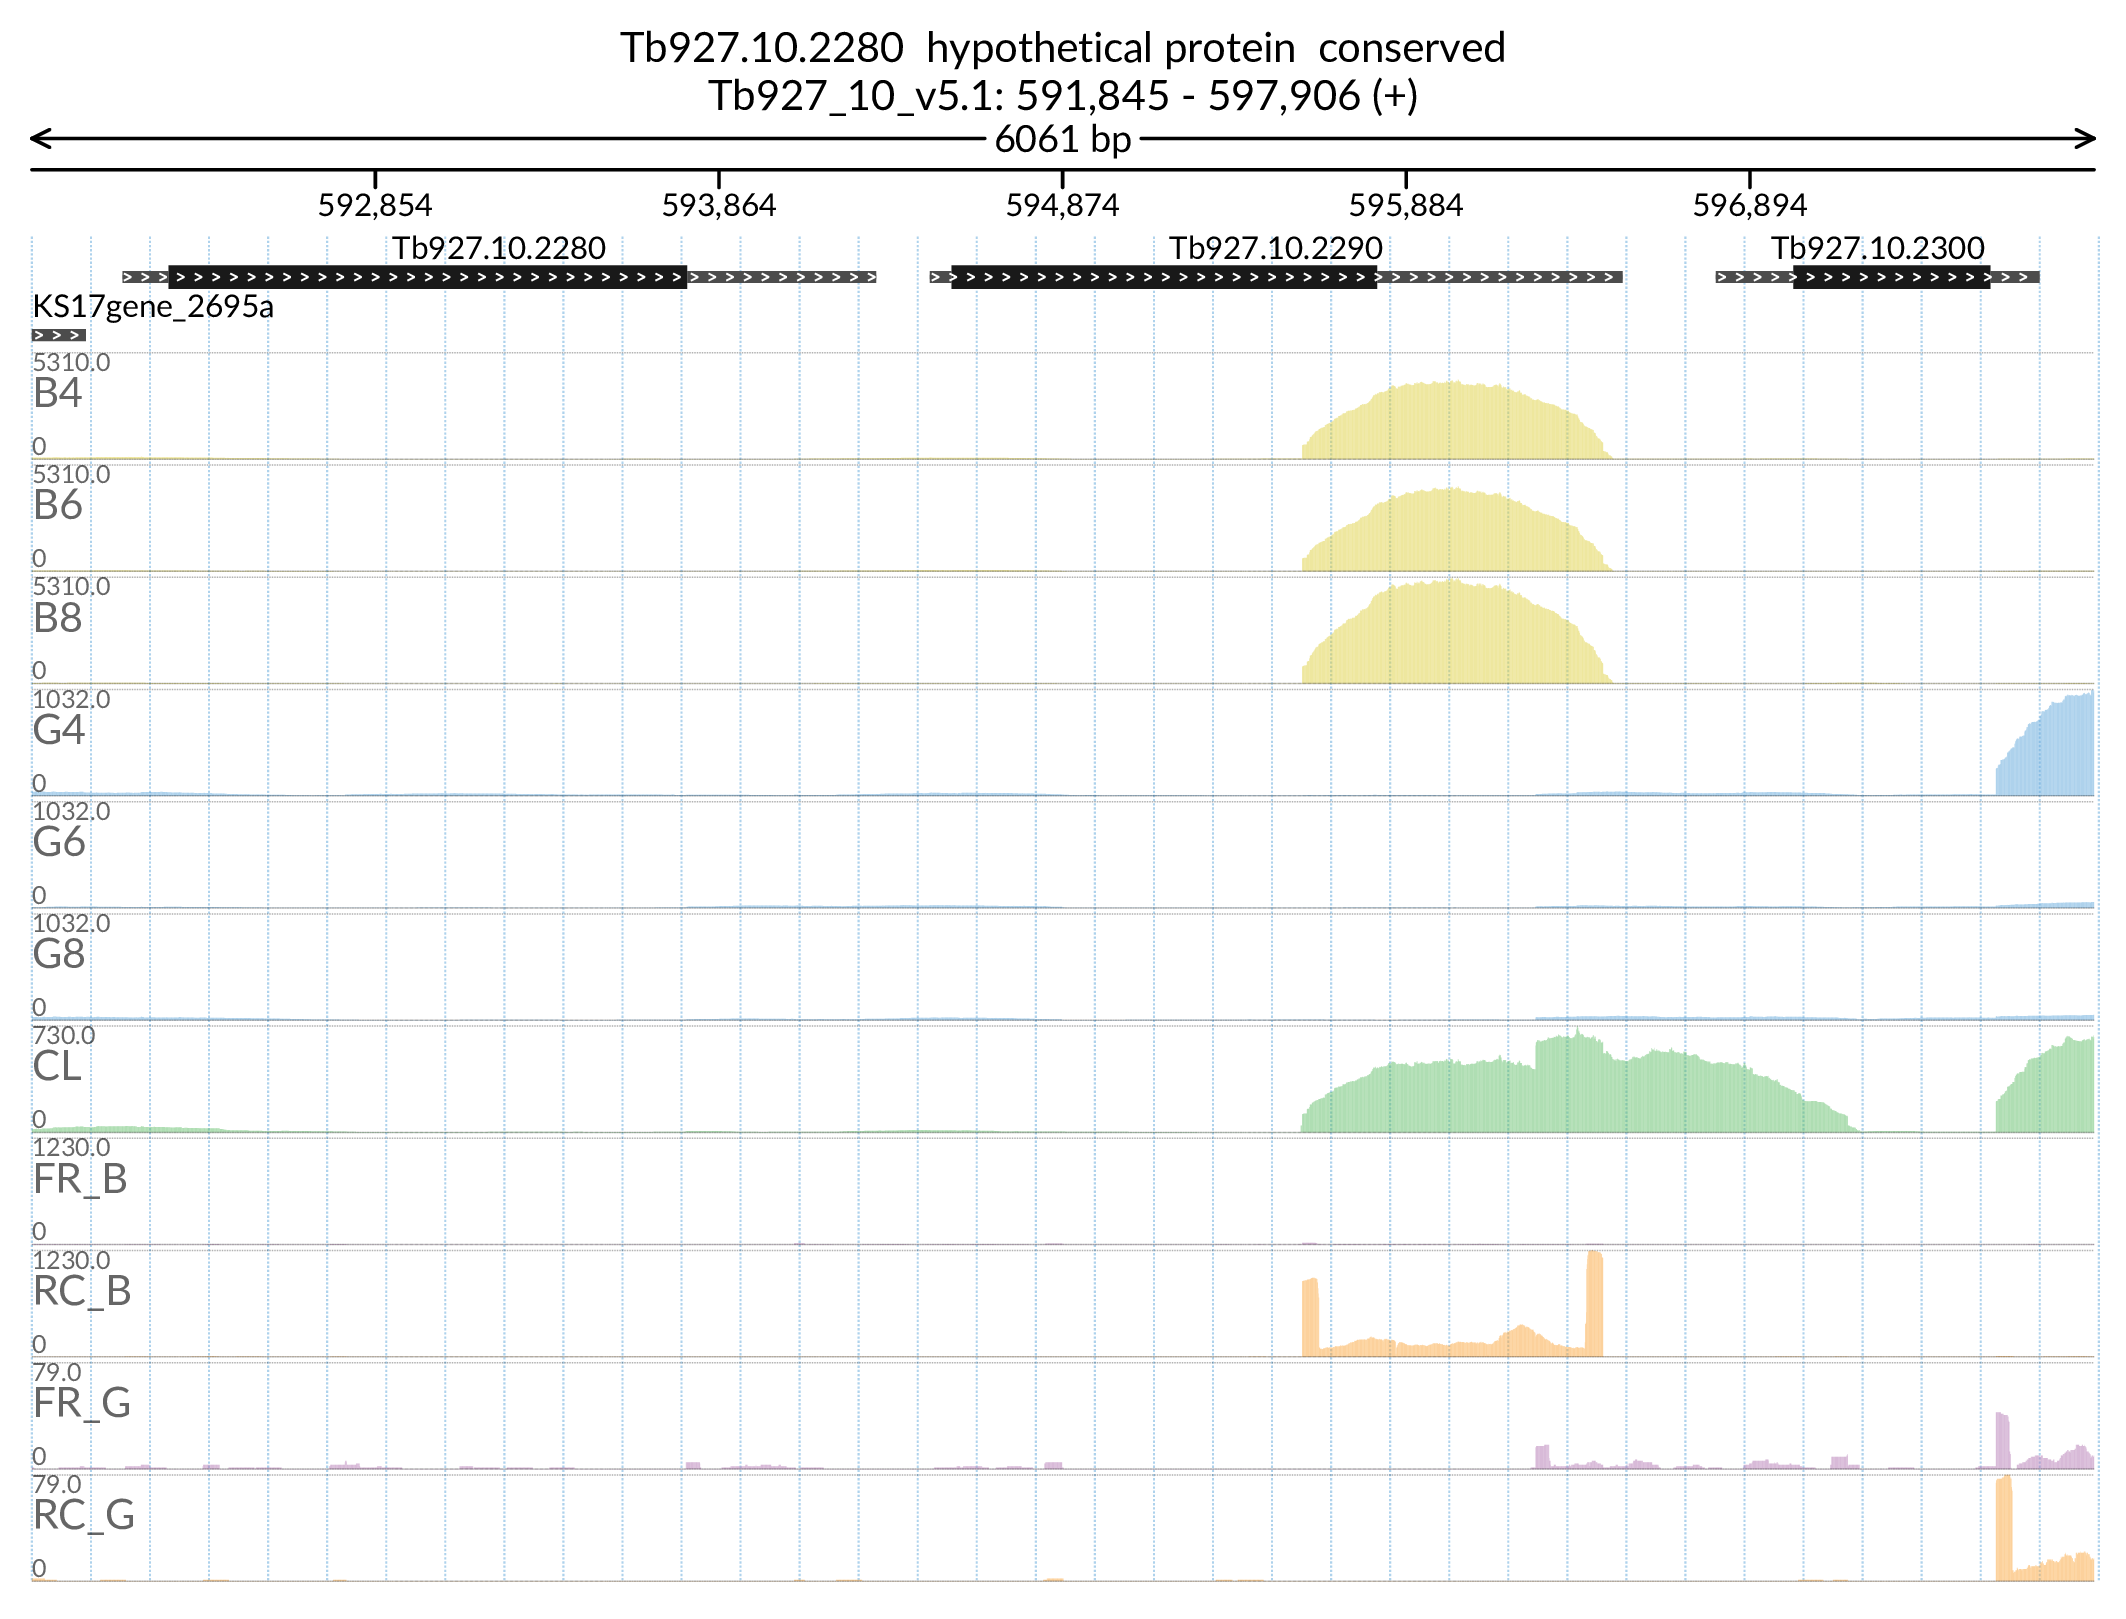 Tb927.10.2280  hypothetical protein  conserved
Tb927_10_v5.1: 591,845 - 597,906 (+)
6061 bp
592,854 593,864 594,874 595,884 596,894
Tb927.10.2280 Tb927.10.2290 Tb927.10.2300
KS17gene_2695a
5310.0
B4
0
5310.0
B6
0
5310.0
B8
0
1032.0
G4
0
1032.0
G6
0
1032.0
G8
0
730.0
CL
0
1230.0
FR_B
0
1230.0
RC_B
0
79.0
FR_G
0
79.0
RC_G
0